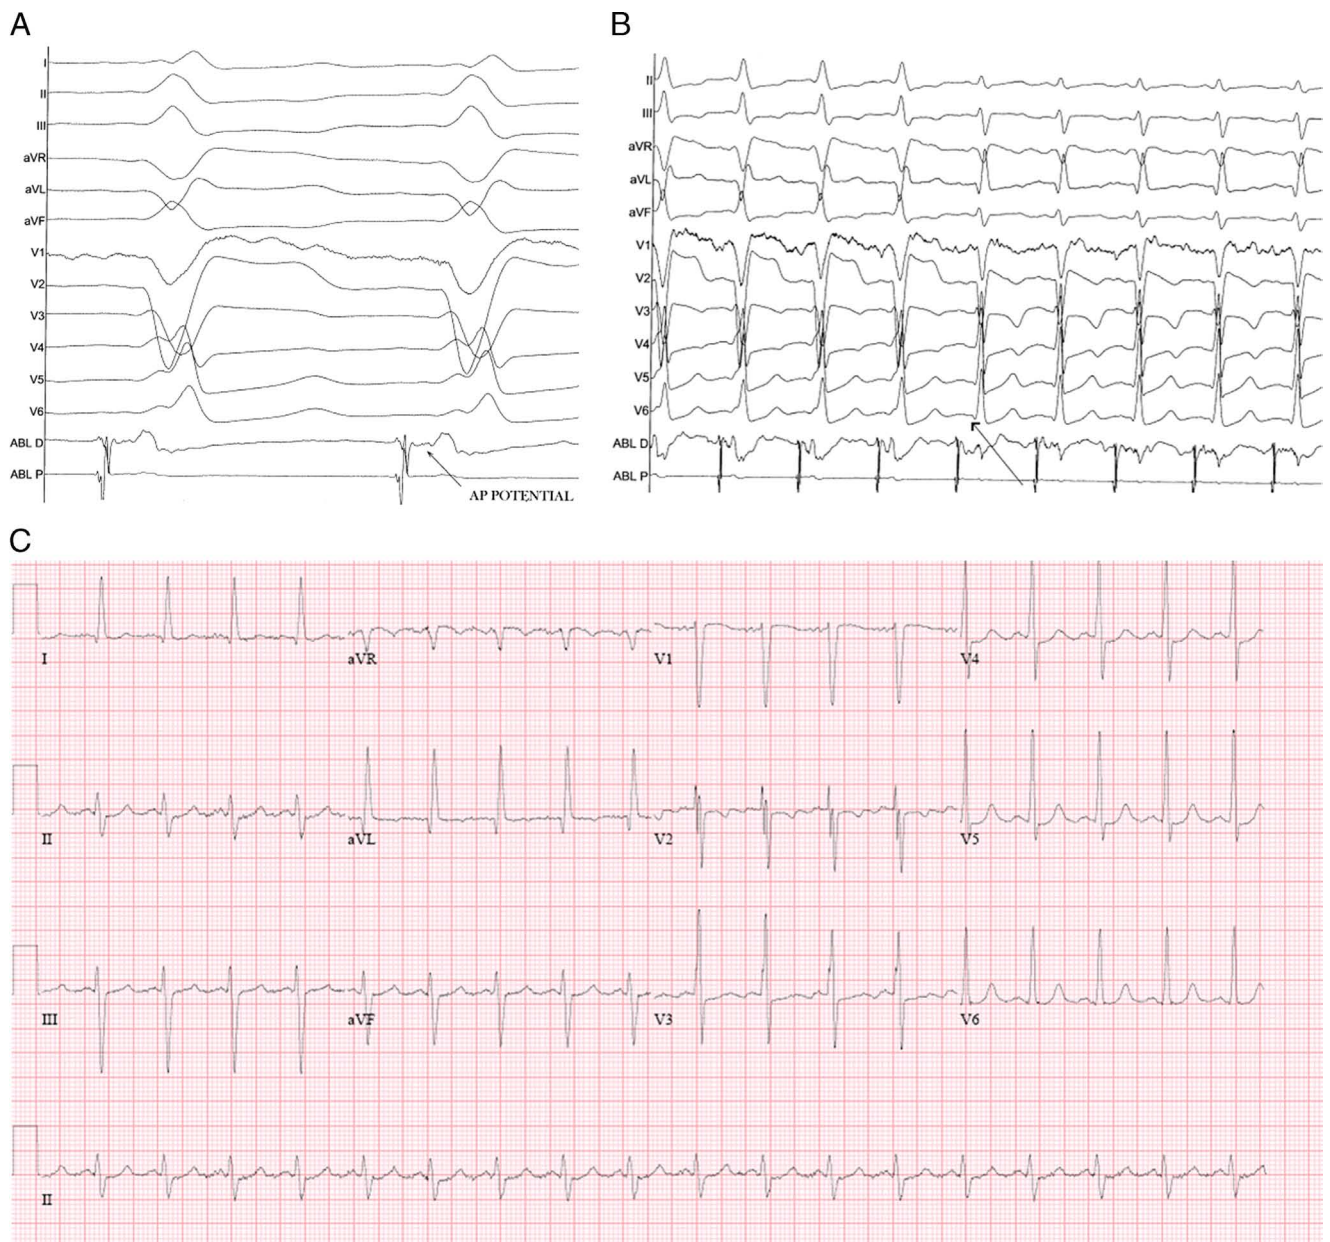 A
I
II
III
aVR
aVL
aVF
V1
V2
V3
V4
V5
V6
ABL D
ABL P
AP POTENTIAL
B
II
III
aVR
aVL
aVF
V1
V2
V3
V4
V5
V6
ABL D
ABL P
C
I aVR V1 V4
II aVL V2 V5
III aVF V3 V6
II